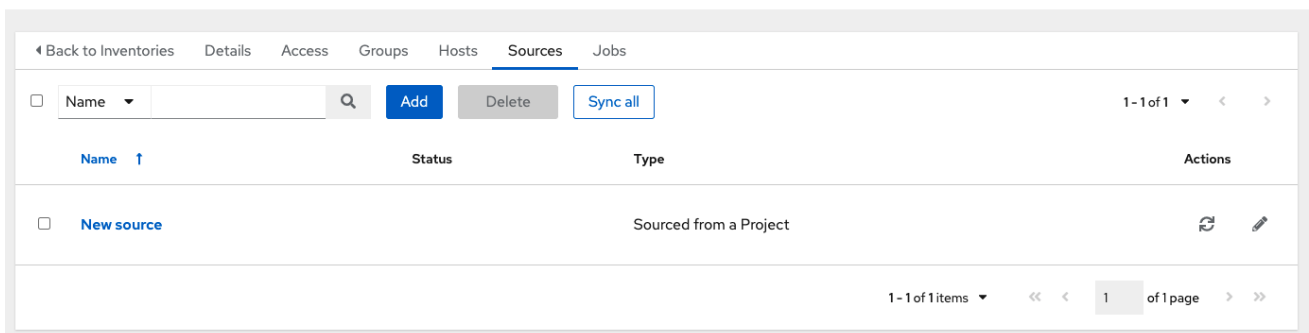 Back to Inventories Details Access Groups Hosts Sources Jobs
Name Add Delete Sync all 1 - 1 of 1
Name Status Type Actions
New source Sourced from a Project
1 - 1 of 1 items 1 of 1 page